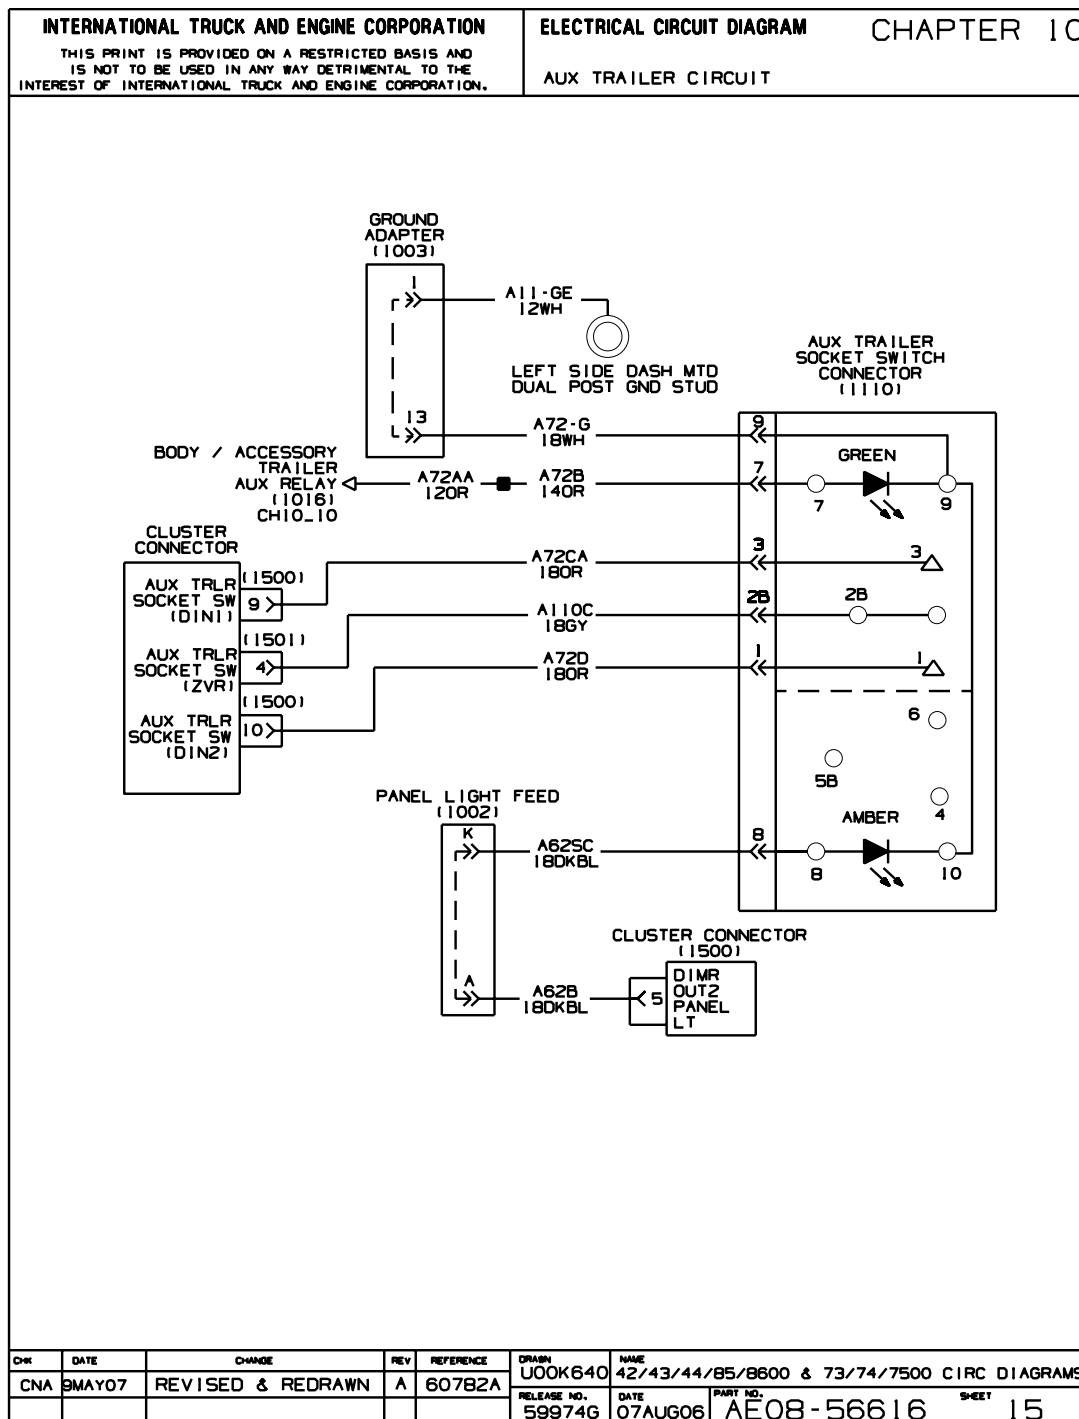 INTERNATIONAL TRUCK AND ENGINE CORPORATION
THIS PRINT IS PROVIDED ON A RESTRICTED BASIS AND
IS NOT TO BE USED IN ANY WAY DETRIMENTAL TO THE
INTEREST OF INTERNATIONAL TRUCK AND ENGINE CORPORATION.
ELECTRICAL CIRCUIT DIAGRAM
CHAPTER 10
AUX TRAILER CIRCUIT
GROUND
ADAPTER
(1003)
1
A11-GE
12WH
LEFT SIDE DASH MTD
DUAL POST GND STUD
AUX TRAILER
SOCKET SWITCH
CONNECTOR
(1110)
13
A72-G
18WH
9
BODY / ACCESSORY
TRAILER
AUX RELAY
(1016)
CH10_10
A72AA
12OR
A72B
14OR
7
GREEN
7
9
CLUSTER
CONNECTOR
AUX TRLR
SOCKET SW
(DIN1)
(1500)
9
A72CA
18OR
3
3
AUX TRLR
SOCKET SW
(ZVR)
(1501)
4
A110C
18GY
2B
2B
AUX TRLR
SOCKET SW
(DIN2)
(1500)
10
A72D
18OR
1
1
6
5B
4
PANEL LIGHT FEED
(1002)
K
A62SC
18DKBL
8
AMBER
8
10
A
A62B
18DKBL
CLUSTER CONNECTOR
(1500)
5
DIMR
OUT2
PANEL
LT
CHK DATE CHANGE REV REFERENCE
CNA 9MAY07 REVISED & REDRAWN A 60782A
DRAWN
U00K640
NAME
42/43/44/85/8600 & 73/74/7500 CIRC DIAGRAMS
RELEASE NO.
59974G
DATE
07AUG06
PART NO.
AE08-56616
SHEET
15